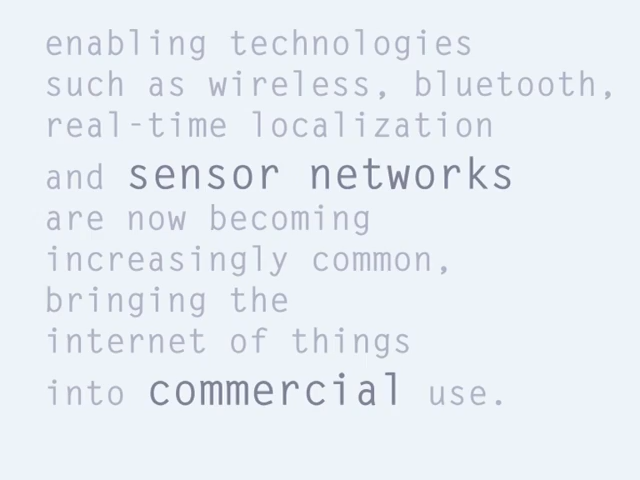 enabling technologies
such as wireless, bluetooth,
real-time localization
and sensor networks
are now becoming
increasingly common,
bringing the
internet of things
into commercial use.